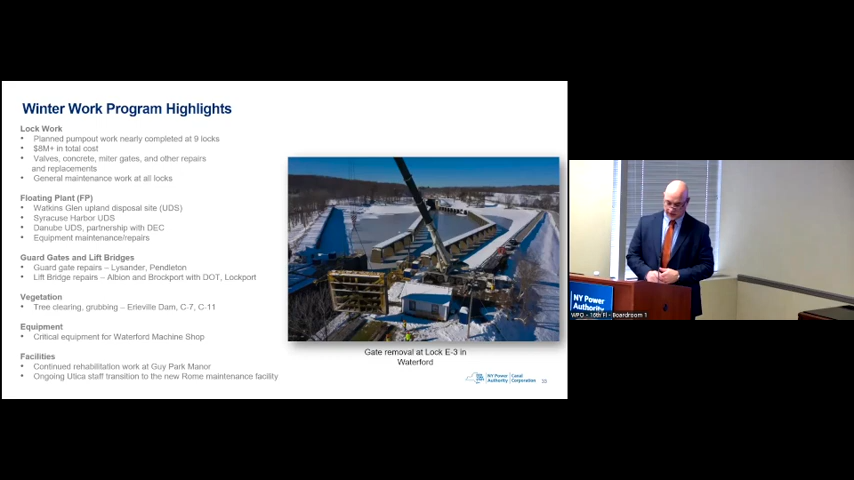 Winter Work Program Highlights
Lock Work
• Planned pumpout work nearly completed at 9 locks
• $8M+ in total cost
• Valves, concrete, miter gates, and other repairs
and replacements
• General maintenance work at all locks
Floating Plant (FP)
• Watkins Glen upland disposal site (UDS)
• Syracuse Harbor UDS
• Danube UDS, partnership with DEC
• Equipment maintenance/repairs
Guard Gates and Lift Bridges
• Guard gate repairs – Lysander, Pendleton
• Lift Bridge repairs – Albion and Brockport with DOT, Lockport
Vegetation
• Tree clearing, grubbing – Erieville Dam, C-7, C-11
Equipment
• Critical equipment for Waterford Machine Shop
Facilities
• Continued rehabilitation work at Guy Park Manor
• Ongoing Utica staff transition to the new Rome maintenance facility
Gate removal at Lock E-3 in
Waterford
NY Power
Authority
Canal
Corporation
NY Power
Authority
WPO - 16th Fl - Boardroom 1